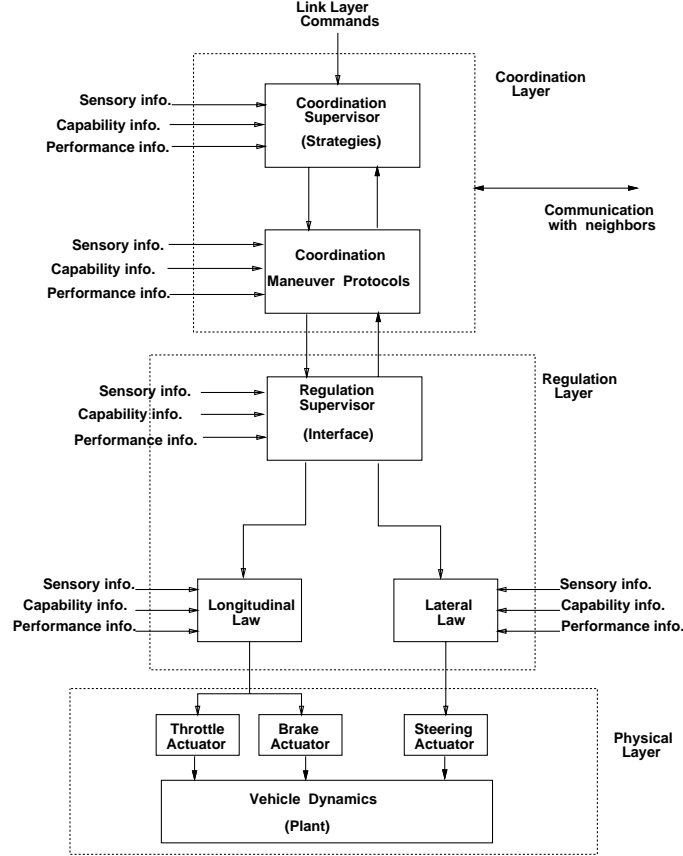 Link Layer
Commands
Coordination
Layer
Sensory info.
Capability info.
Performance info.
Coordination
Supervisor
(Strategies)
Communication
with neighbors
Sensory info.
Capability info.
Performance info.
Coordination
Maneuver Protocols
Regulation
Layer
Sensory info.
Capability info.
Performance info.
Regulation
Supervisor
(Interface)
Sensory info.
Capability info.
Performance info.
Longitudinal
Law
Lateral
Law
Sensory info.
Capability info.
Performance info.
Throttle
Actuator
Brake
Actuator
Steering
Actuator
Physical
Layer
Vehicle Dynamics
(Plant)